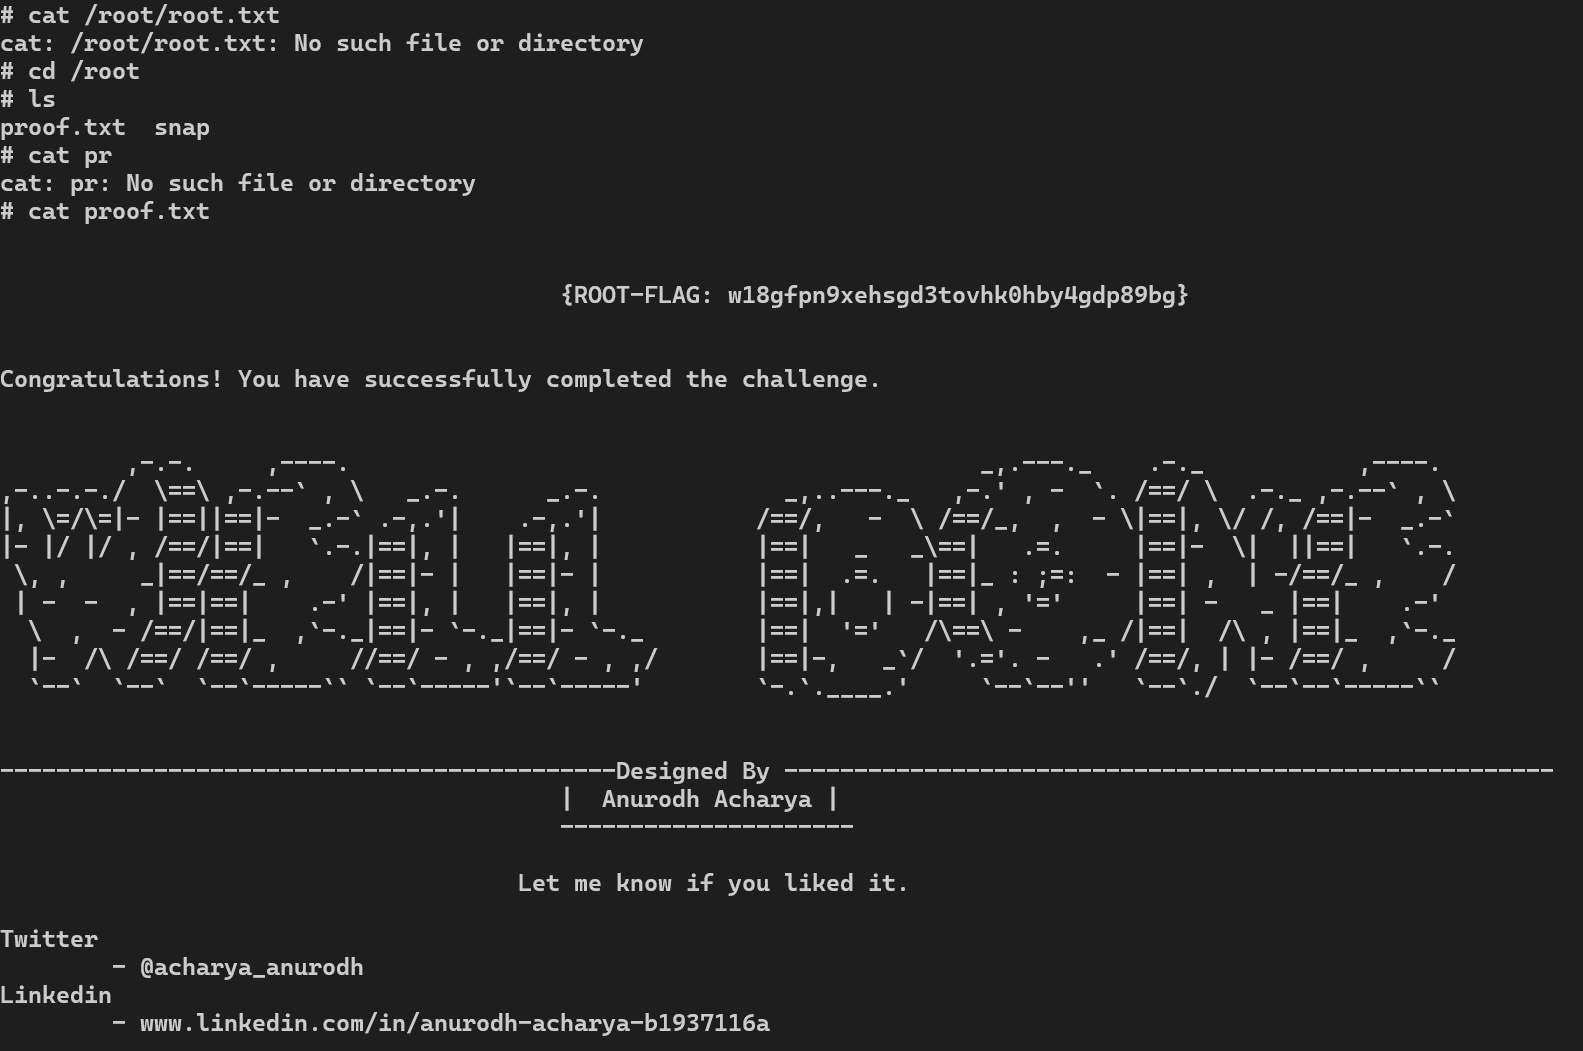 # cat /root/root.txt
cat: /root/root.txt: No such file or directory
# cd /root
# ls
proof.txt  snap
# cat pr
cat: pr: No such file or directory
# cat proof.txt
{ROOT-FLAG: w18gfpn9xehsgd3tovhk0hby4gdp89bg}
Congratulations! You have successfully completed the challenge.
         ,-.-.     ,----.                                             _,.---._    .-._           ,----.
,-..-.-./  \==\ ,-.--` , \   _.-.      _.-.             _,..---._   ,-.' , -  `. /==/ \  .-._ ,-.--` , \
|, \=/\=|- |==||==|-  _.-` .-,.'|    .-,.'|           /==/,   -  \ /==/_,  ,  - \|==|, \/ /, /==|-  _.-`
|- |/ |/ , /==/|==|   `.-.|==|, |   |==|, |           |==|   _   _\==|   .=.     |==|-  \|  ||==|   `.-.
 \, ,     _|==/==/_ ,    /|==|- |   |==|- |           |==|  .=.   |==|_ : ;=:  - |==| ,  | -/==/_ ,    /
 | -  -  , |==|==|    .-' |==|, |   |==|, |           |==|,|   | -|==| , '='     |==| -   _ |==|    .-'
  \  ,  - /==/|==|_  ,`-._|==|- `-._|==|- `-._        |==|  '='   /\==\ -    ,_ /|==|  /\ , |==|_  ,`-._
  |-  /\ /==/ /==/ ,     //==/ - , ,/==/ - , ,/       |==|-,   _`/  '.='. -   .' /==/, | |- /==/ ,     /
  `--`  `--`  `--`-----`` `--`-----'`--`-----'        `-.`.____.'     `--`--''   `--`./  `--`--`-----``
--------------------------------------------Designed By -------------------------------------------------------
|  Anurodh Acharya |
---------------------
Let me know if you liked it.
Twitter
- @acharya_anurodh
Linkedin
- www.linkedin.com/in/anurodh-acharya-b1937116a